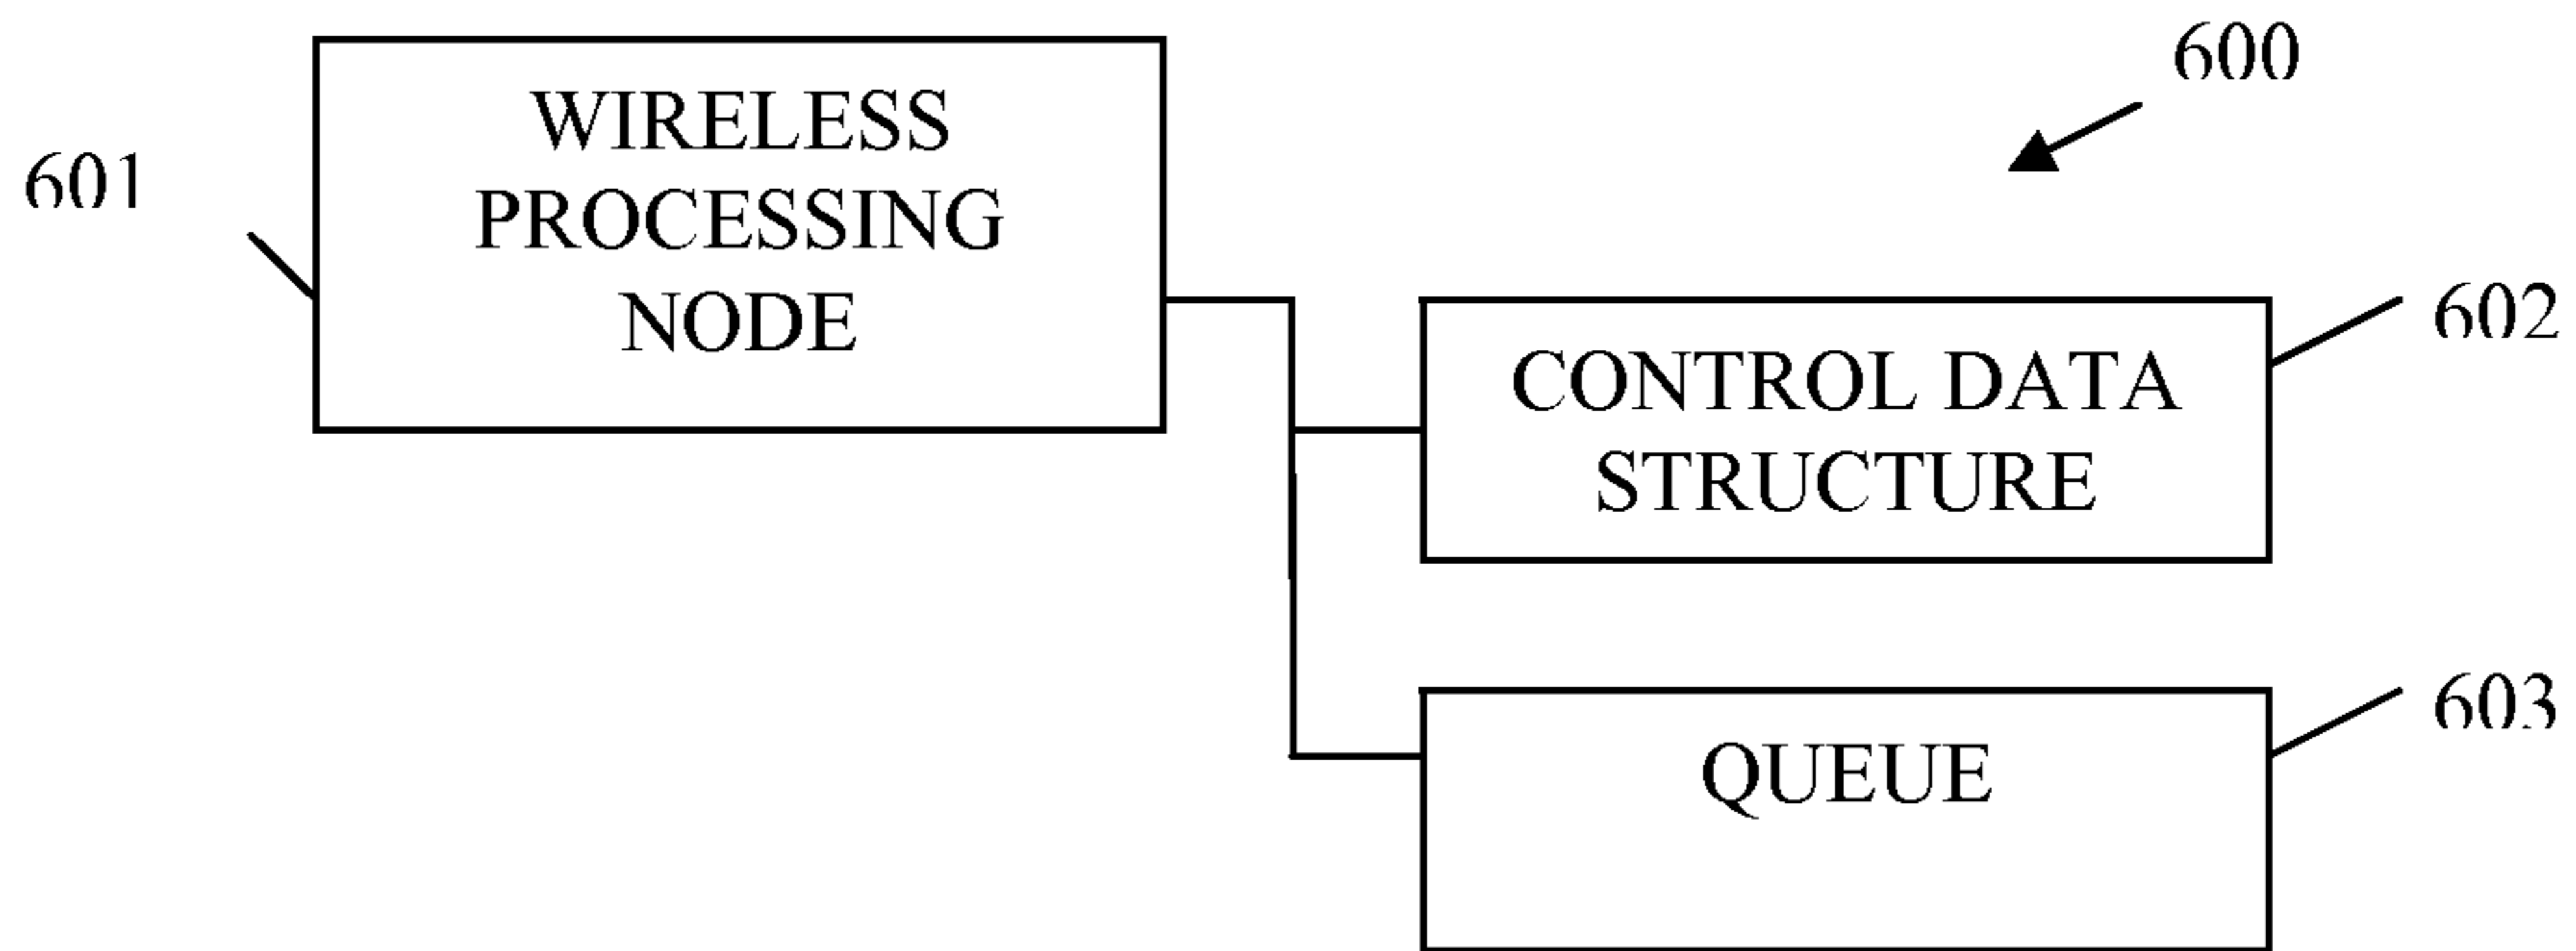 600
601
WIRELESS
PROCESSING
NODE
602
CONTROL DATA
STRUCTURE
603
QUEUE